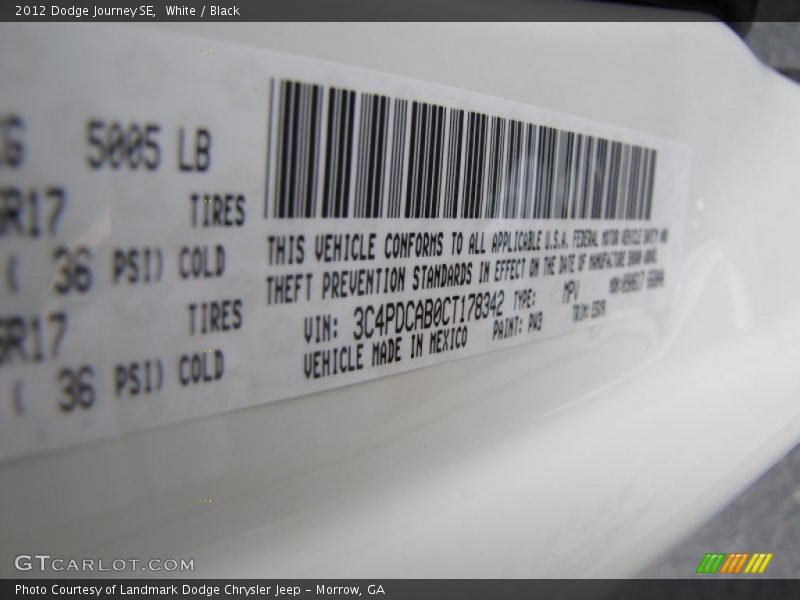 2012 Dodge Journey SE,  White / Black
5005 LB
R17 TIRES
( 36 PSI) COLD
R17 TIRES
( 36 PSI) COLD
THIS VEHICLE CONFORMS TO ALL APPLICABLE U.S.A. FEDERAL MOTOR VEHICLE SAFETY AND
THEFT PREVENTION STANDARDS IN EFFECT ON THE DATE OF MANUFACTURE SHOWN ABOVE.
VIN: 3C4PDCAB0CT178342 TYPE: MPV
VEHICLE MADE IN MEXICO PAINT: PW3 TRIM:
GTCARLOT.COM
Photo Courtesy of Landmark Dodge Chrysler Jeep - Morrow, GA